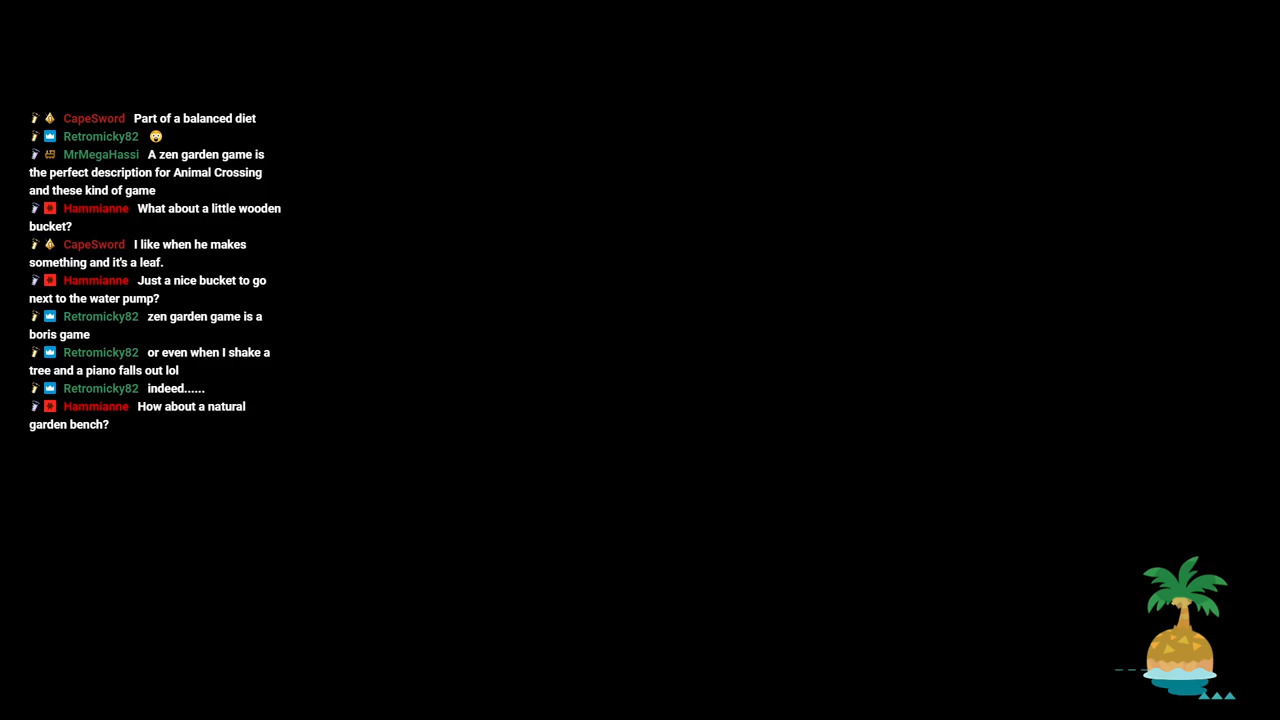 CapeSword Part of a balanced diet
Retromicky82
MrMegaHassi A zen garden game is
the perfect description for Animal Crossing
and these kind of game
Hammianne What about a little wooden
bucket?
CapeSword I like when he makes
something and it's a leaf.
Hammianne Just a nice bucket to go
next to the water pump?
Retromicky82 zen garden game is a
boris game
Retromicky82 or even when I shake a
tree and a piano falls out lol
Retromicky82 indeed......
Hammianne How about a natural
garden bench?